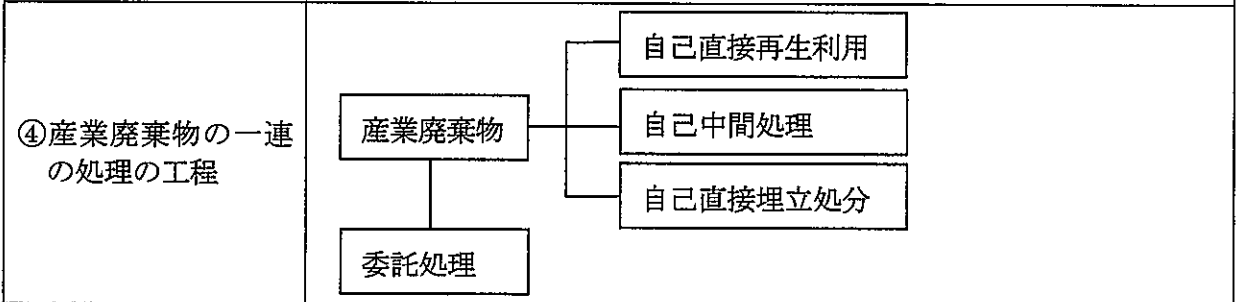 ④産業廃棄物の一連
の処理の工程
産業廃棄物
委託処理
自己直接再生利用
自己中間処理
自己直接埋立処分